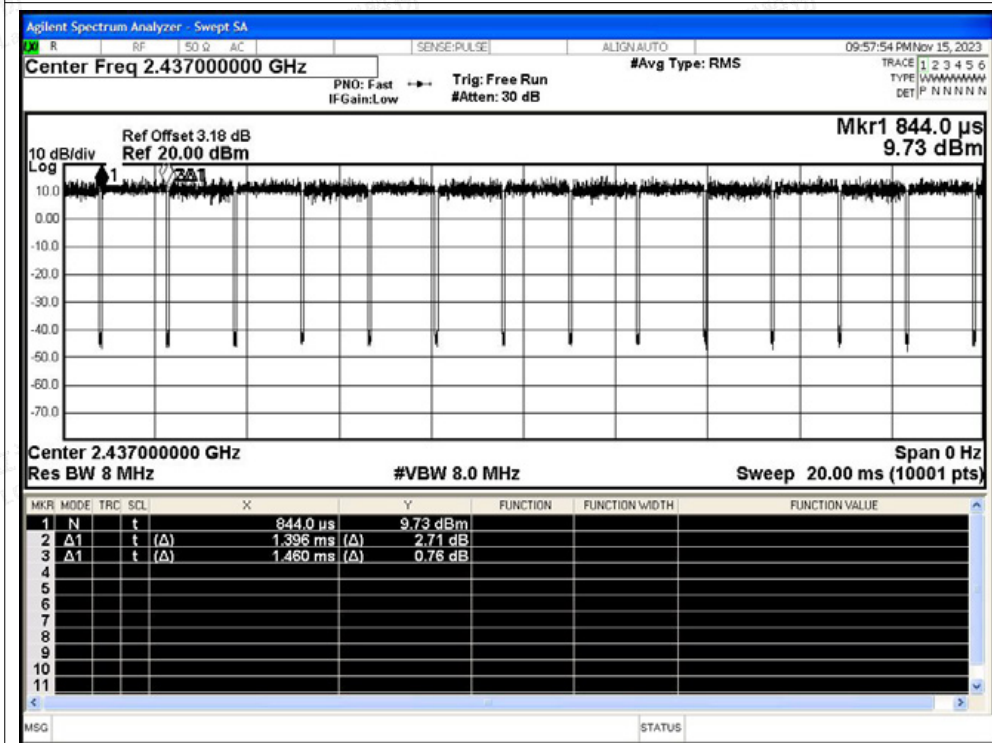 Agilent Spectrum Analyzer - Swept SA
R RF 50 Ω AC SENSE:PULSE ALIGN AUTO 09:57:54 PM Nov 15, 2023
Center Freq 2.437000000 GHz #Avg Type: RMS TRACE 1 2 3 4 5 6
PNO: Fast Trig: Free Run TYPE WWWWWW
IFGain:Low #Atten: 30 dB DET P N N N N N
Mkr1 844.0 µs
Ref Offset 3.18 dB
10 dB/div Ref 20.00 dBm 9.73 dBm
Log
1 3Δ1
10.0
0.00
-10.0
-20.0
-30.0
-40.0
-50.0
-60.0
-70.0
Center 2.437000000 GHz Span 0 Hz
Res BW 8 MHz #VBW 8.0 MHz Sweep 20.00 ms (10001 pts)
MKR MODE TRC SCL X Y FUNCTION FUNCTION WIDTH FUNCTION VALUE
1 N t 844.0 µs 9.73 dBm
2 Δ1 t (Δ) 1.396 ms (Δ) 2.71 dB
3 Δ1 t (Δ) 1.460 ms (Δ) 0.76 dB
4
5
6
7
8
9
10
11
MSG STATUS